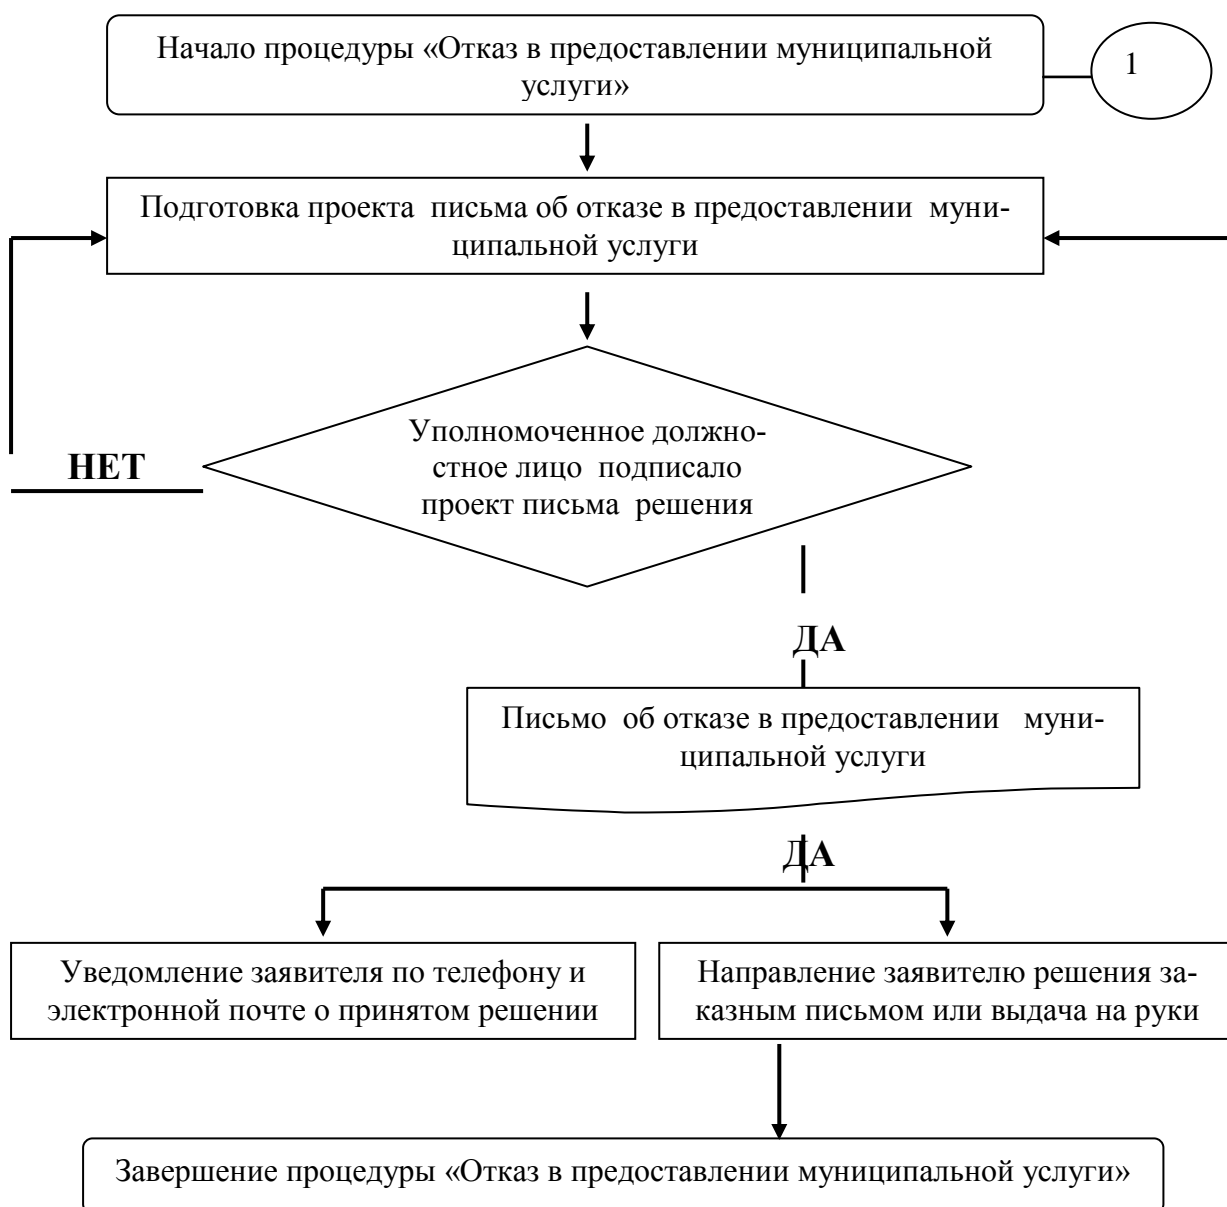 Начало процедуры «Отказ в предоставлении муниципальной
услуги»
1
Подготовка проекта письма об отказе в предоставлении муни-
ципальной услуги
Уполномоченное должно-
стное лицо подписало
проект письма решения
НЕТ
ДА
Письмо об отказе в предоставлении муни-
ципальной услуги
ДА
Уведомление заявителя по телефону и
электронной почте о принятом решении
Направление заявителю решения за-
казным письмом или выдача на руки
Завершение процедуры «Отказ в предоставлении муниципальной услуги»